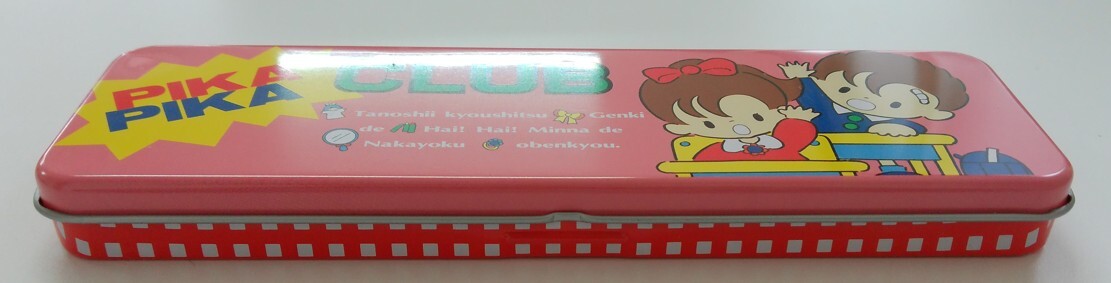 PIKA
PIKA
CLUB
Tanoshii kyoushitsu Genki
de Hai! Hai! Minna de
Nakayoku obenkyou.